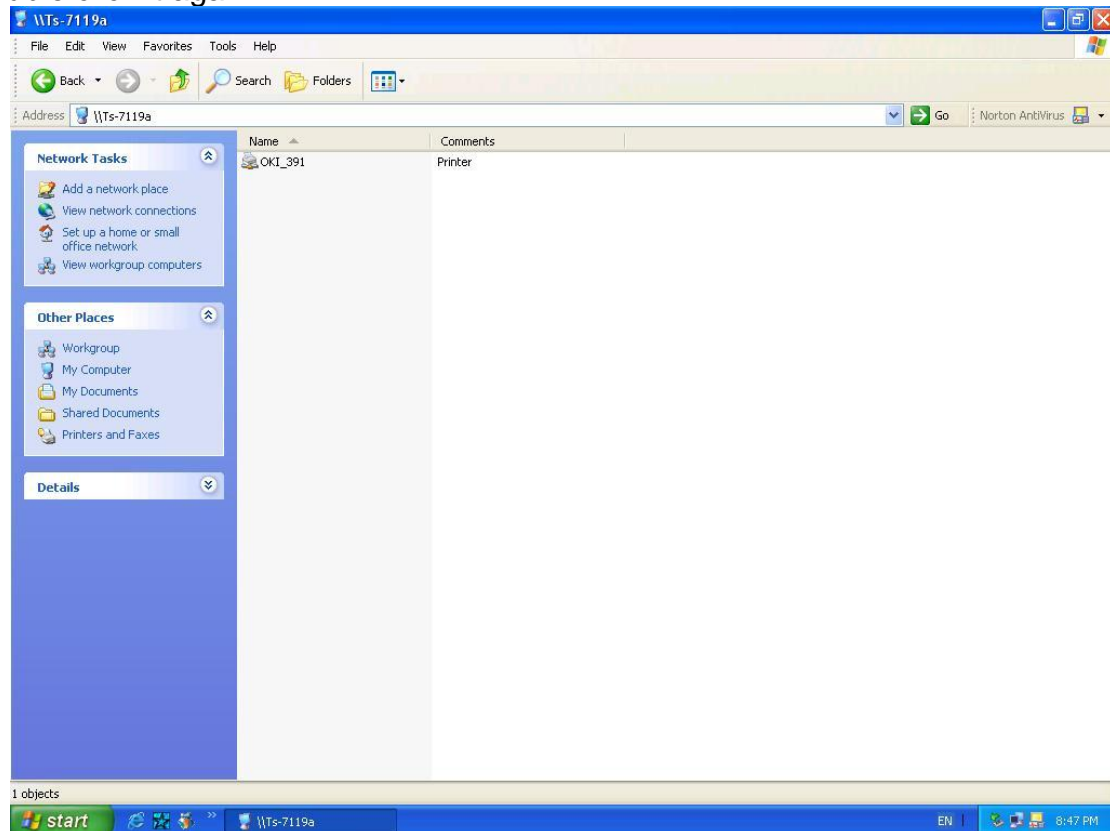 \\Ts-7119a
File Edit View Favorites Tools Help
Back Search Folders
Address \\Ts-7119a Go Norton AntiVirus
Name Comments
OKI_391 Printer
Network Tasks
Add a network place
View network connections
Set up a home or small
office network
View workgroup computers
Other Places
Workgroup
My Computer
My Documents
Shared Documents
Printers and Faxes
Details
1 objects
start \\Ts-7119a EN 8:47 PM